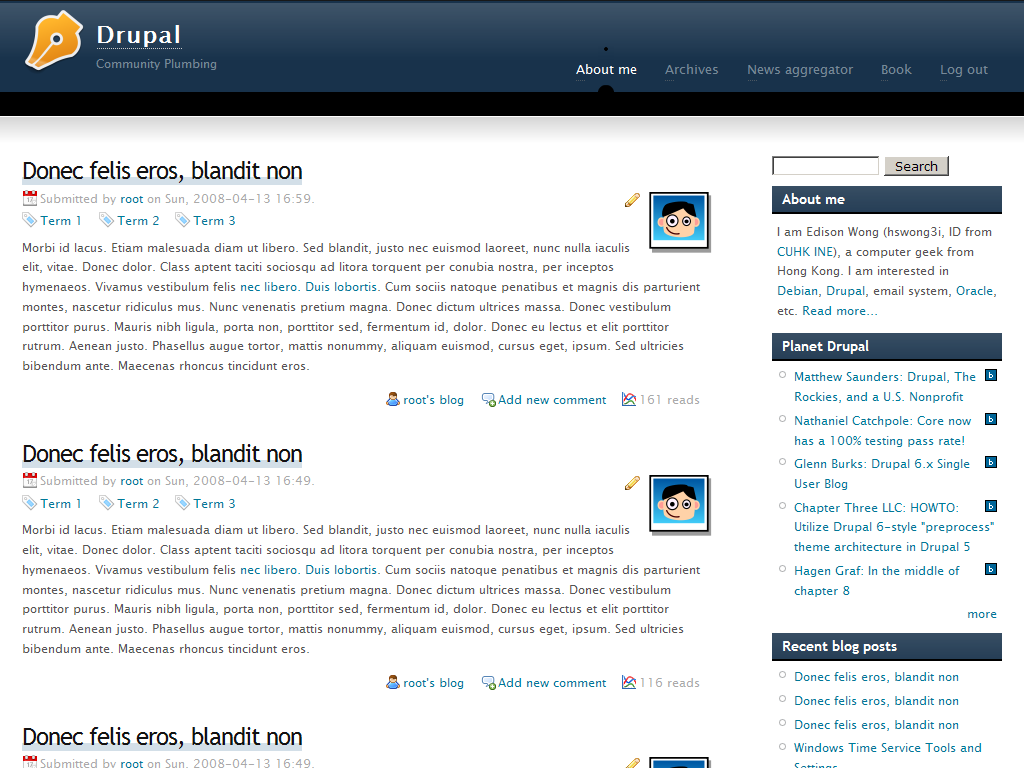 Drupal
Community Plumbing
About me Archives News aggregator Book Log out
Donec felis eros, blandit non
Submitted by root on Sun, 2008-04-13 16:59.
Term 1 Term 2 Term 3
Morbi id lacus. Etiam malesuada diam ut libero. Sed blandit, justo nec euismod laoreet, nunc nulla iaculis
elit, vitae. Donec dolor. Class aptent taciti sociosqu ad litora torquent per conubia nostra, per inceptos
hymenaeos. Vivamus vestibulum felis nec libero. Duis lobortis. Cum sociis natoque penatibus et magnis dis parturient
montes, nascetur ridiculus mus. Nunc venenatis pretium magna. Donec dictum ultrices massa. Donec vestibulum
porttitor purus. Mauris nibh ligula, porta non, porttitor sed, fermentum id, dolor. Donec eu lectus et elit porttitor
rutrum. Aenean justo. Phasellus augue tortor, mattis nonummy, aliquam euismod, cursus eget, ipsum. Sed ultricies
bibendum ante. Maecenas rhoncus tincidunt eros.
root's blog Add new comment 161 reads
Donec felis eros, blandit non
Submitted by root on Sun, 2008-04-13 16:49.
Term 1 Term 2 Term 3
Morbi id lacus. Etiam malesuada diam ut libero. Sed blandit, justo nec euismod laoreet, nunc nulla iaculis
elit, vitae. Donec dolor. Class aptent taciti sociosqu ad litora torquent per conubia nostra, per inceptos
hymenaeos. Vivamus vestibulum felis nec libero. Duis lobortis. Cum sociis natoque penatibus et magnis dis parturient
montes, nascetur ridiculus mus. Nunc venenatis pretium magna. Donec dictum ultrices massa. Donec vestibulum
porttitor purus. Mauris nibh ligula, porta non, porttitor sed, fermentum id, dolor. Donec eu lectus et elit porttitor
rutrum. Aenean justo. Phasellus augue tortor, mattis nonummy, aliquam euismod, cursus eget, ipsum. Sed ultricies
bibendum ante. Maecenas rhoncus tincidunt eros.
root's blog Add new comment 116 reads
Donec felis eros, blandit non
Submitted by root on Sun, 2008-04-13 16:49.
Search
About me
I am Edison Wong (hswong3i, ID from
CUHK INE), a computer geek from
Hong Kong. I am interested in
Debian, Drupal, email system, Oracle,
etc. Read more...
Planet Drupal
Matthew Saunders: Drupal, The
Rockies, and a U.S. Nonprofit
Nathaniel Catchpole: Core now
has a 100% testing pass rate!
Glenn Burks: Drupal 6.x Single
User Blog
Chapter Three LLC: HOWTO:
Utilize Drupal 6-style "preprocess"
theme architecture in Drupal 5
Hagen Graf: In the middle of
chapter 8
more
Recent blog posts
Donec felis eros, blandit non
Donec felis eros, blandit non
Donec felis eros, blandit non
Windows Time Service Tools and
Settings